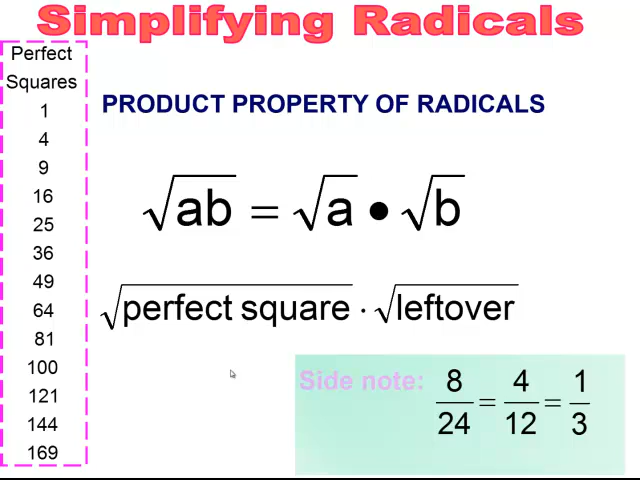 Simplifying Radicals
Perfect
Squares
1
4
9
16
25
36
49
64
81
100
121
144
169
PRODUCT PROPERTY OF RADICALS
√ab = √a • √b
√perfect square · √leftover
Side note: 8/24 = 4/12 = 1/3